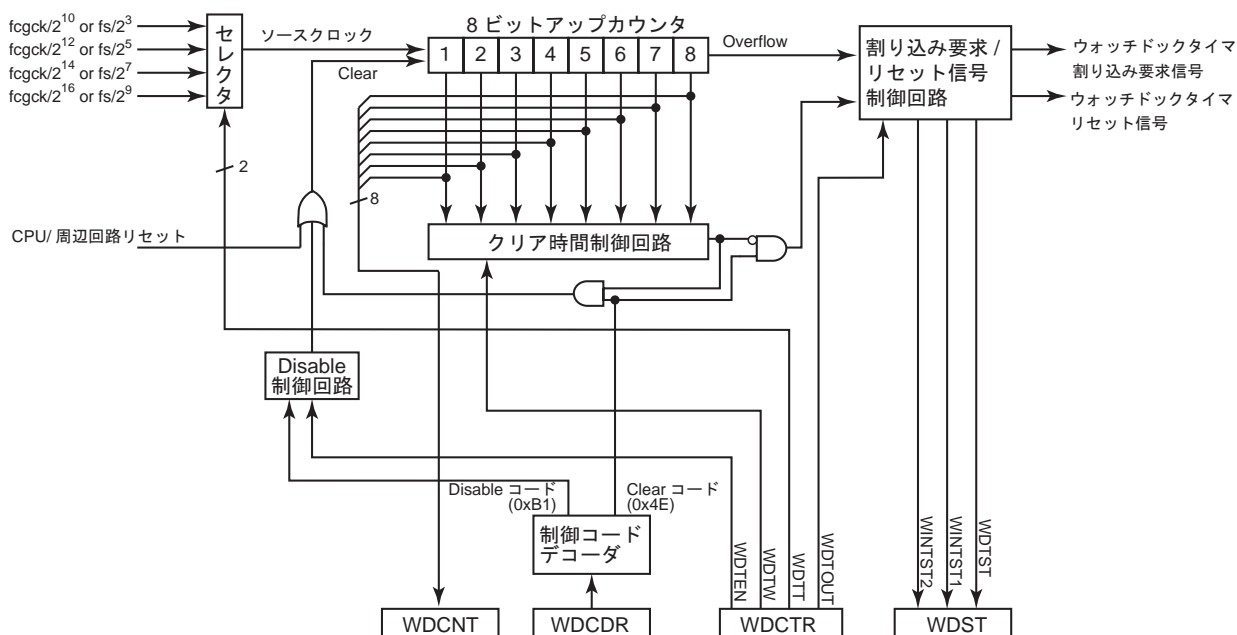 8 ビットアップカウンタ
fcgck/2^10 or fs/2^3
fcgck/2^12 or fs/2^5
fcgck/2^14 or fs/2^7
fcgck/2^16 or fs/2^9
セレクタ
ソースクロック
Clear
1 2 3 4 5 6 7 8
Overflow
割り込み要求 /
リセット信号
制御回路
ウォッチドックタイマ
割り込み要求信号
ウォッチドックタイマ
リセット信号
2
8
CPU/ 周辺回路リセット
クリア時間制御回路
Disable
制御回路
Disable コード
(0xB1)
Clear コード
(0x4E)
制御コード
デコーダ
WDTEN
WDTW
WDTT
WDTOUT
WINTST2
WINTST1
WDTST
WDCNT
WDCDR
WDCTR
WDST